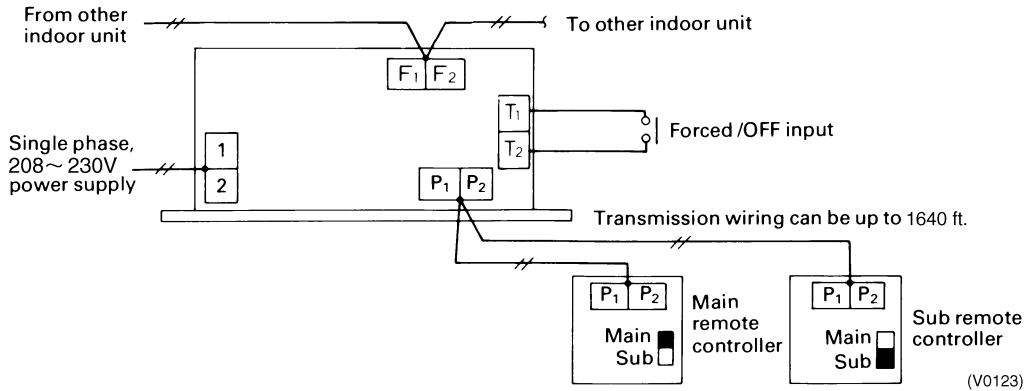 From other
indoor unit
To other indoor unit
F1 F2
T1
T2
Forced /OFF input
Single phase,
208~ 230V
power supply
1
2
P1 P2
Transmission wiring can be up to 1640 ft.
P1 P2
Main
Sub
Main
remote
controller
P1 P2
Main
Sub
Sub remote
controller
(V0123)